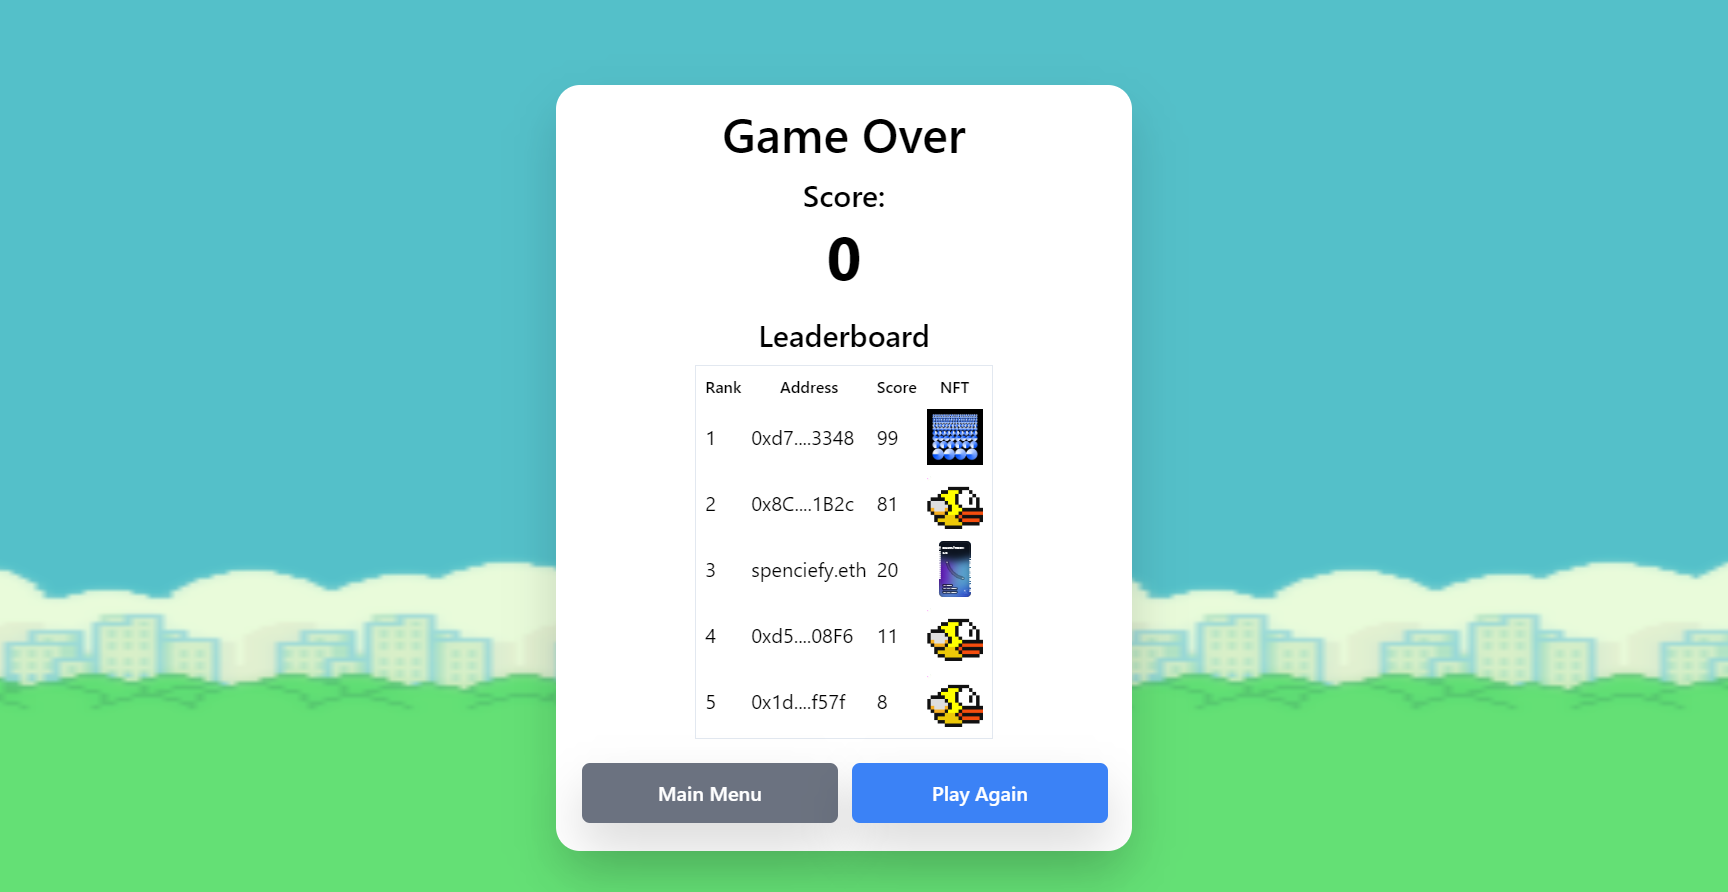 Game Over
Score:
0
Leaderboard
Rank Address Score NFT
1 0xd7....3348 99
2 0x8C....1B2c 81
3 spenciefy.eth 20
4 0xd5....08F6 11
5 0x1d....f57f 8
Main Menu Play Again